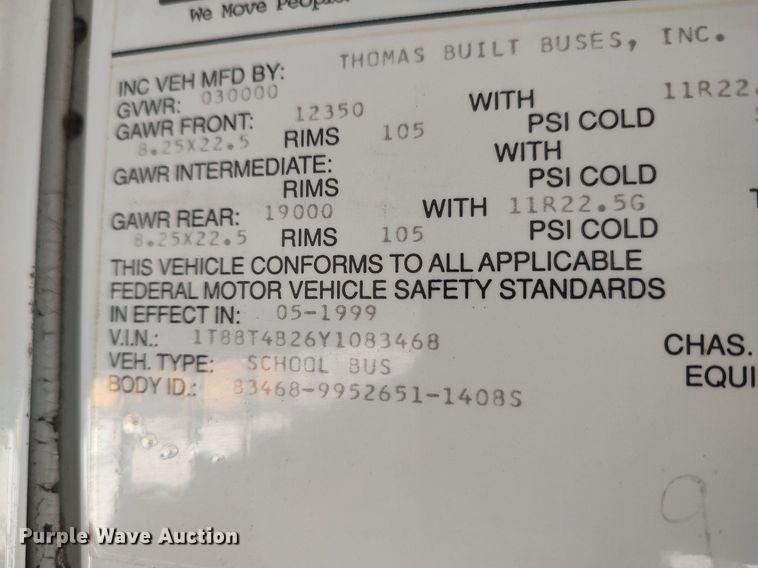 We Move People.
INC VEH MFD BY: THOMAS BUILT BUSES, INC.
GVWR: 030000
GAWR FRONT: 12350 WITH 11R22.
8.25X22.5 RIMS 105 PSI COLD
GAWR INTERMEDIATE: WITH
RIMS PSI COLD
GAWR REAR: 19000 WITH 11R22.5G
8.25X22.5 RIMS 105 PSI COLD
THIS VEHICLE CONFORMS TO ALL APPLICABLE
FEDERAL MOTOR VEHICLE SAFETY STANDARDS
IN EFFECT IN: 05-1999
V.I.N.: 1T88T4B26Y1083468
VEH. TYPE: SCHOOL BUS CHAS.
BODY ID.: 83468-9952651-1408S EQUI
9
Purple Wave Auction